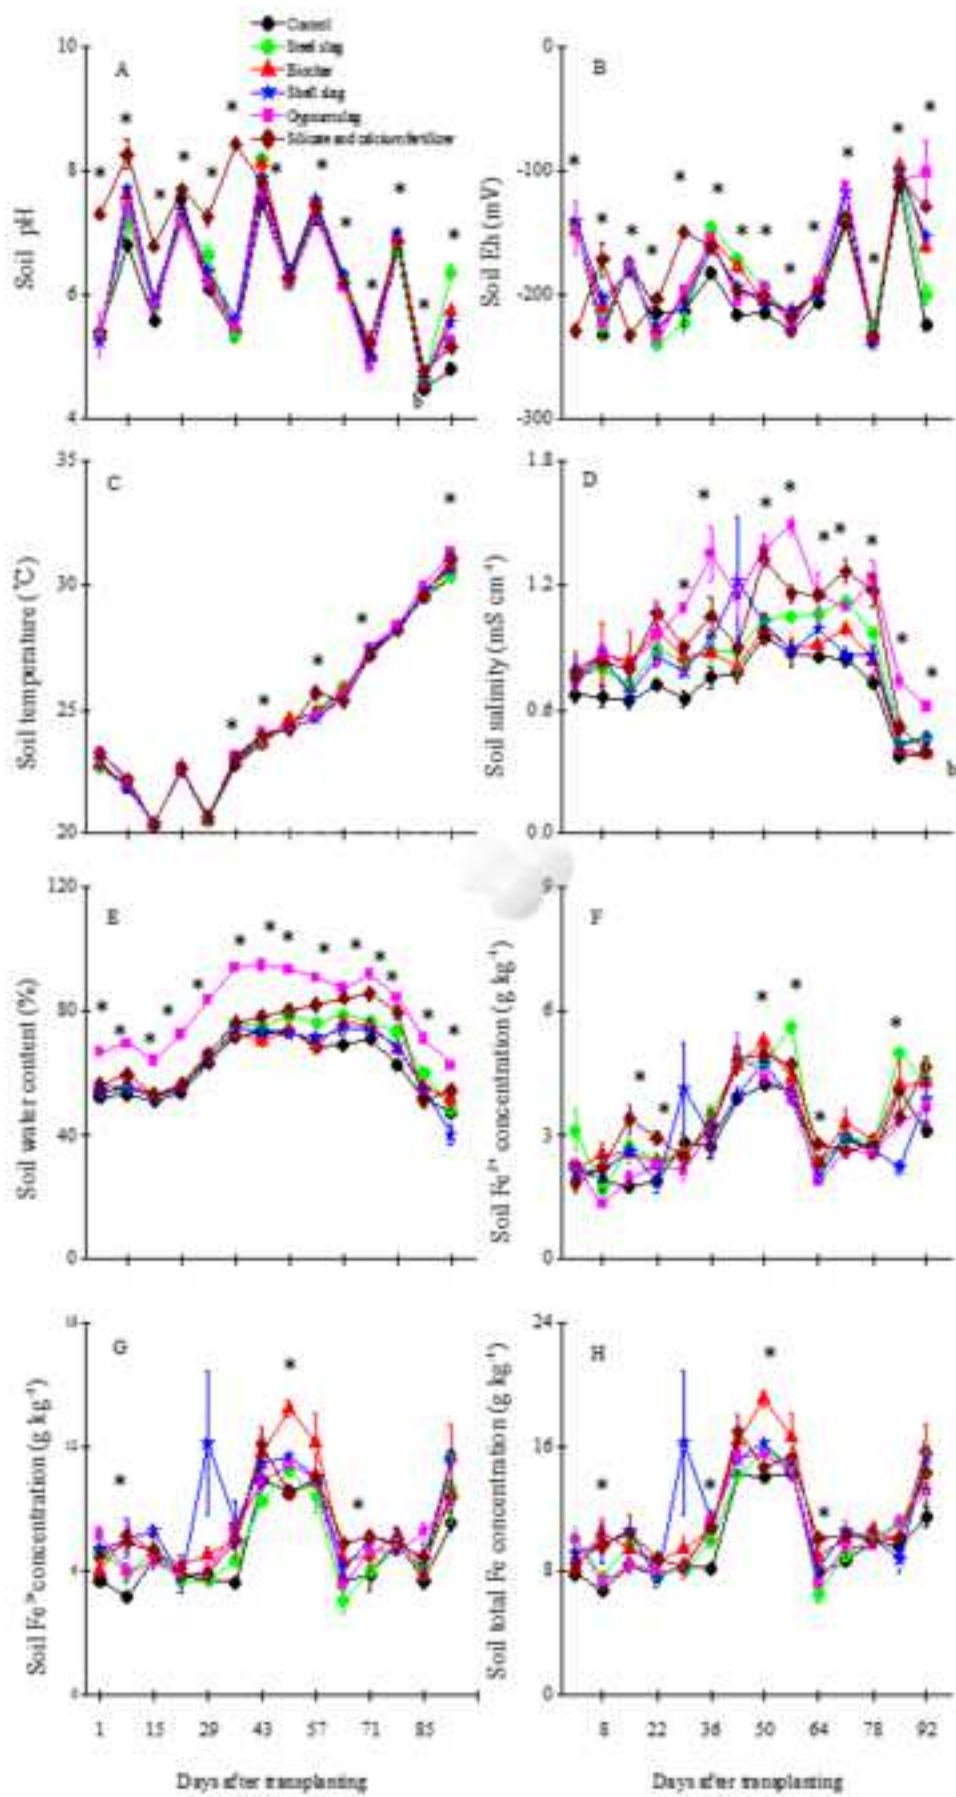 Control
Steel slag
Biochar
Shell slag
Gypsum slag
Silicate and calcium fertilizer
A
10
8
6
4
Soil pH
B
0
-100
-200
-300
Soil Eh (mV)
C
35
30
25
20
Soil temperature (℃)
D
1.8
1.2
0.8
0.0
Soil salinity (mS cm⁻¹)
b
E
120
80
40
0
Soil water content (%)
F
9
6
3
0
Soil Fe²⁺ concentration (g kg⁻¹)
G
Soil Fe³⁺concentration (g kg⁻¹)
1 15 29 43 57 71 85
Days after transplanting
H
24
16
8
0
Soil total Fe concentration (g kg⁻¹)
8 22 36 50 64 78 92
Days after transplanting